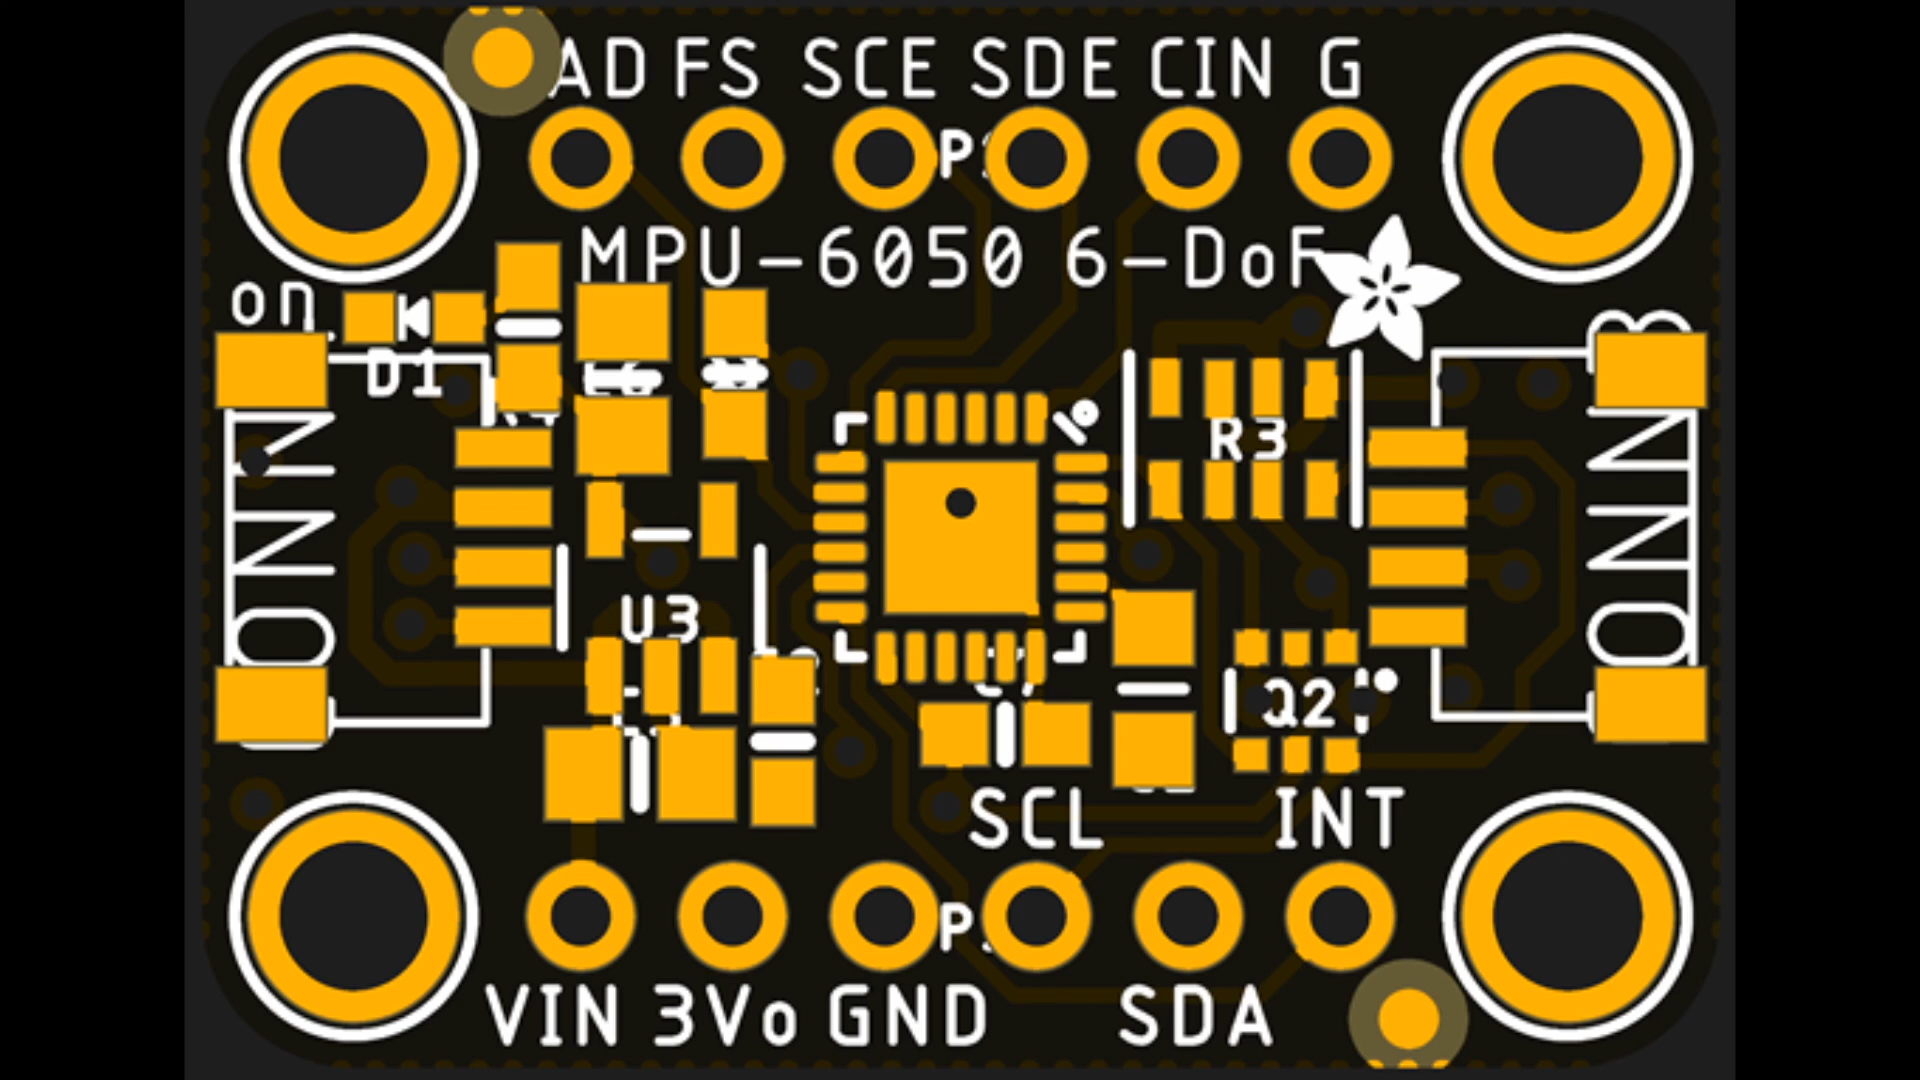 AD FS SCE SDE CIN G
MPU-6050 6-DoF
on
D1
R3
U3
Q2
SCL INT
VIN 3Vo GND SDA